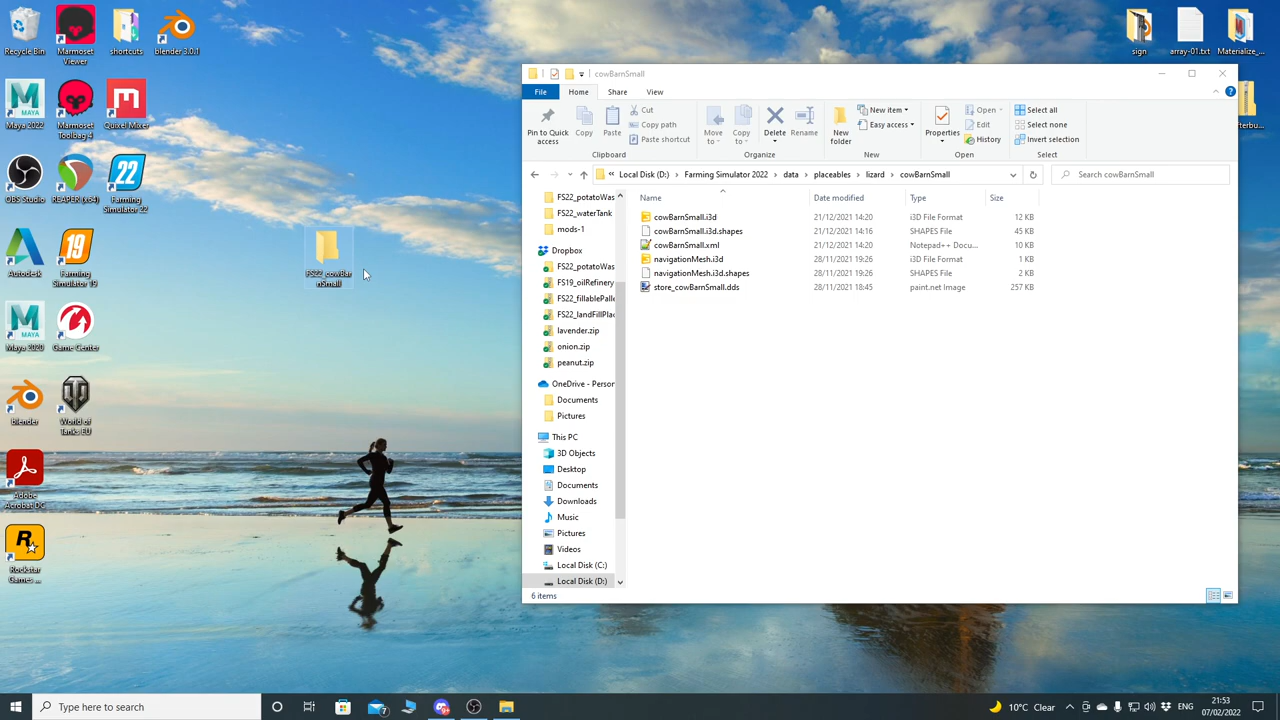 Recycle Bin
Marmoset
Viewer
shortcuts
blender 3.0.1
Maya 2022
Marmoset
Toolbag 4
Quixel Mixer
OBS Studio
REAPER (x64)
Farming
Simulator 22
Autodesk
Farming
Simulator 19
Maya 2020
Game Center
blender
World of
Tanks EU
Adobe
Acrobat DC
Rockstar
Games ...
FS22_cowBar
nSmall
sign
array-01.txt
Materialize_...
cowBarnSmall
File
Home
Share
View
Pin to Quick
access
Copy
Paste
Cut
Copy path
Paste shortcut
Clipboard
Move
to
Copy
to
Delete
Rename
Organize
New
folder
New item
Easy access
New
Properties
Open
Edit
History
Open
Select all
Select none
Invert selection
Select
« Local Disk (D:) > Farming Simulator 2022 > data > placeables > lizard > cowBarnSmall
Search cowBarnSmall
Name
Date modified
Type
Size
cowBarnSmall.i3d 21/12/2021 14:20 i3D File Format 12 KB
cowBarnSmall.i3d.shapes 21/12/2021 14:16 SHAPES File 45 KB
cowBarnSmall.xml 21/12/2021 14:20 Notepad++ Docu... 10 KB
navigationMesh.i3d 28/11/2021 19:26 i3D File Format 1 KB
navigationMesh.i3d.shapes 28/11/2021 19:26 SHAPES File 2 KB
store_cowBarnSmall.dds 28/11/2021 18:45 paint.net Image 257 KB
FS22_potatoWas
FS22_waterTank
mods-1
Dropbox
FS22_potatoWas
FS19_oilRefinery
FS22_fillablePalle
FS22_landFillPlac
lavender.zip
onion.zip
peanut.zip
OneDrive - Person
Documents
Pictures
This PC
3D Objects
Desktop
Documents
Downloads
Music
Pictures
Videos
Local Disk (C:)
Local Disk (D:)
6 items
Type here to search
10°C Clear
ENG
21:53
07/02/2022